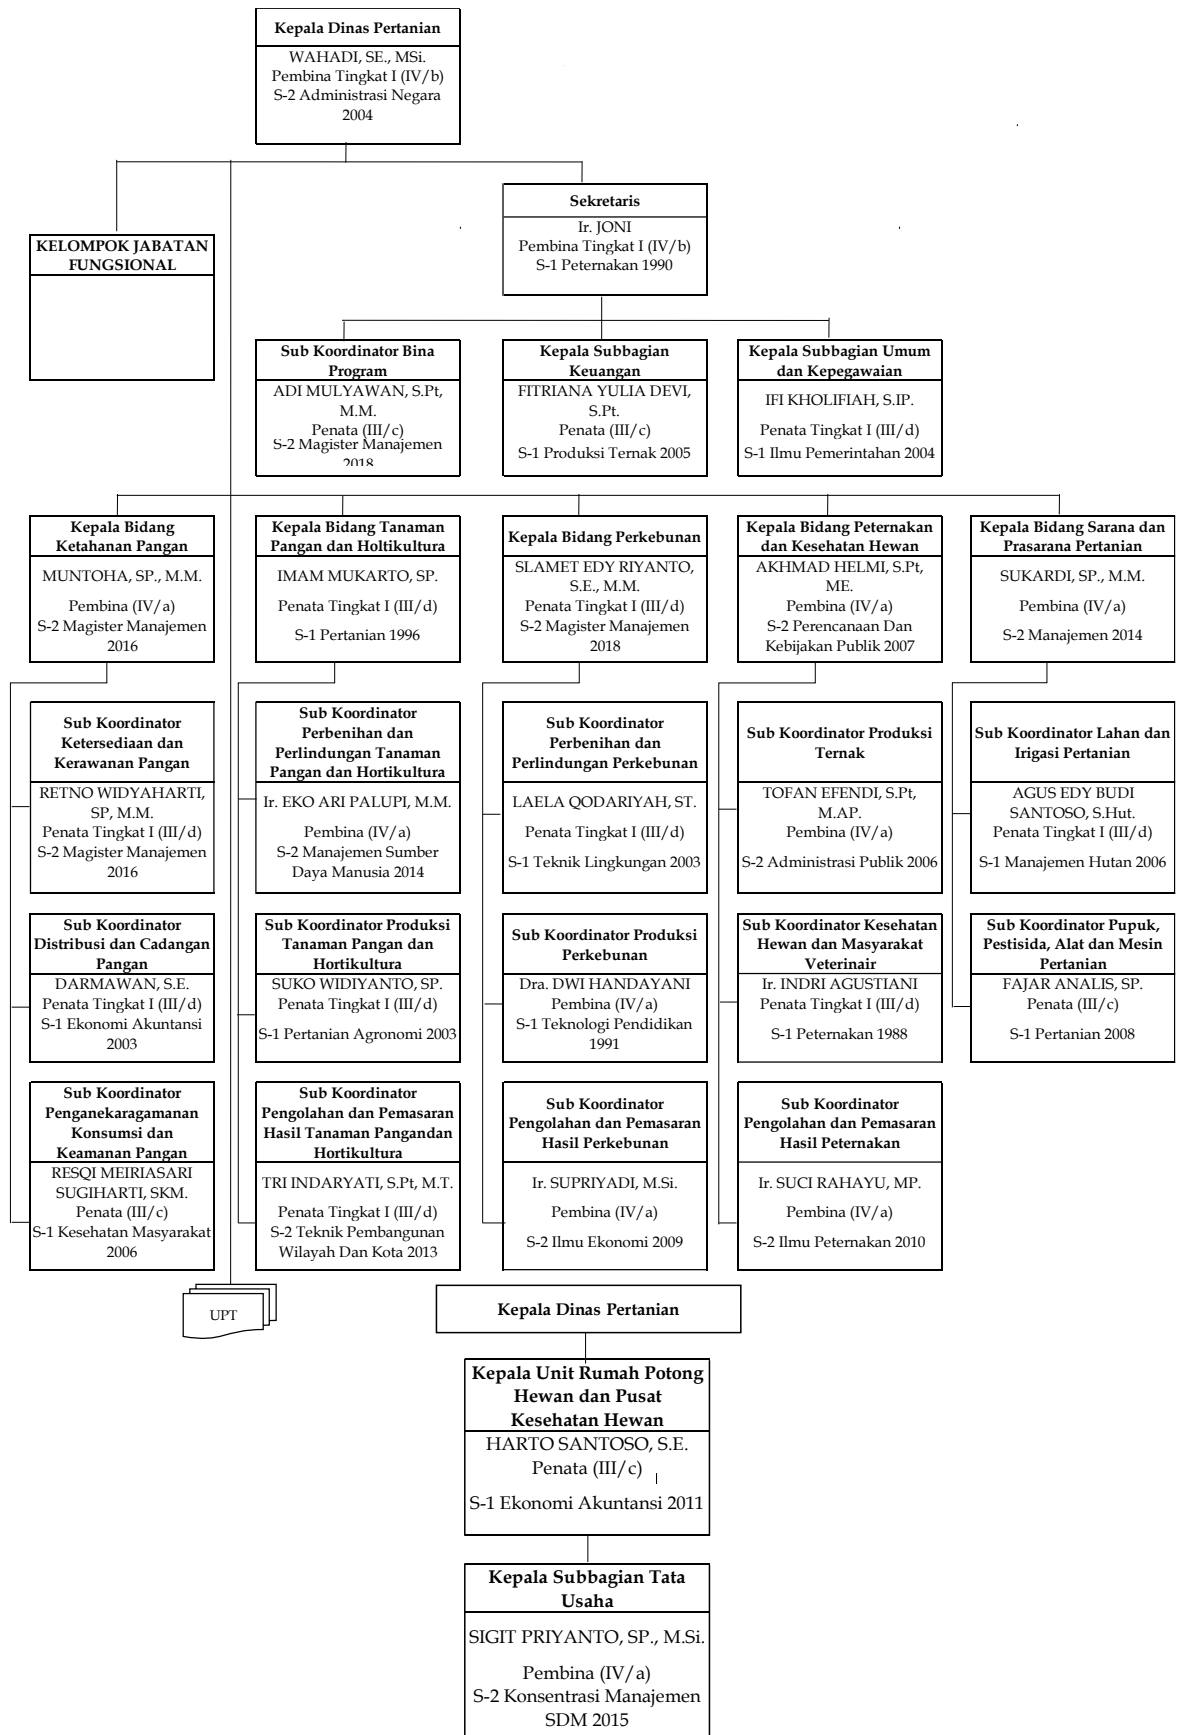 Kepala Dinas Pertanian
WAHADI, SE., MSi.
Pembina Tingkat I (IV/b)
S-2 Administrasi Negara
2004
Sekretaris
Ir. JONI
Pembina Tingkat I (IV/b)
S-1 Peternakan 1990
KELOMPOK JABATAN
FUNGSIONAL
Sub Koordinator Bina
Program
ADI MULYAWAN, S.Pt,
M.M.
Penata (III/c)
S-2 Magister Manajemen
2018
Kepala Subbagian
Keuangan
FITRIANA YULIA DEVI,
S.Pt.
Penata (III/c)
S-1 Produksi Ternak 2005
Kepala Subbagian Umum
dan Kepegawaian
IFI KHOLIFIAH, S.IP.
Penata Tingkat I (III/d)
S-1 Ilmu Pemerintahan 2004
Kepala Bidang
Ketahanan Pangan
MUNTOHA, SP., M.M.
Pembina (IV/a)
S-2 Magister Manajemen
2016
Kepala Bidang Tanaman
Pangan dan Holtikultura
IMAM MUKARTO, SP.
Penata Tingkat I (III/d)
S-1 Pertanian 1996
Kepala Bidang Perkebunan
SLAMET EDY RIYANTO,
S.E., M.M.
Penata Tingkat I (III/d)
S-2 Magister Manajemen
2018
Kepala Bidang Peternakan
dan Kesehatan Hewan
AKHMAD HELMI, S.Pt,
ME.
Pembina (IV/a)
S-2 Perencanaan Dan
Kebijakan Publik 2007
Kepala Bidang Sarana dan
Prasarana Pertanian
SUKARDI, SP., M.M.
Pembina (IV/a)
S-2 Manajemen 2014
Sub Koordinator
Ketersediaan dan
Kerawanan Pangan
RETNO WIDYAHARTI,
SP, M.M.
Penata Tingkat I (III/d)
S-2 Magister Manajemen
2016
Sub Koordinator
Perbenihan dan
Perlindungan Tanaman
Pangan dan Hortikultura
Ir. EKO ARI PALUPI, M.M.
Pembina (IV/a)
S-2 Manajemen Sumber
Daya Manusia 2014
Sub Koordinator
Perbenihan dan
Perlindungan Perkebunan
LAELA QODARIYAH, ST.
Penata Tingkat I (III/d)
S-1 Teknik Lingkungan 2003
Sub Koordinator Produksi
Ternak
TOFAN EFENDI, S.Pt,
M.AP.
Pembina (IV/a)
S-2 Administrasi Publik 2006
Sub Koordinator Lahan dan
Irigasi Pertanian
AGUS EDY BUDI
SANTOSO, S.Hut.
Penata Tingkat I (III/d)
S-1 Manajemen Hutan 2006
Sub Koordinator
Distribusi dan Cadangan
Pangan
DARMAWAN, S.E.
Penata Tingkat I (III/d)
S-1 Ekonomi Akuntansi
2003
Sub Koordinator Produksi
Tanaman Pangan dan
Hortikultura
SUKO WIDIYANTO, SP.
Penata Tingkat I (III/d)
S-1 Pertanian Agronomi 2003
Sub Koordinator Produksi
Perkebunan
Dra. DWI HANDAYANI
Pembina (IV/a)
S-1 Teknologi Pendidikan
1991
Sub Koordinator Kesehatan
Hewan dan Masyarakat
Veterinair
Ir. INDRI AGUSTIANI
Penata Tingkat I (III/d)
S-1 Peternakan 1988
Sub Koordinator Pupuk,
Pestisida, Alat dan Mesin
Pertanian
FAJAR ANALIS, SP.
Penata (III/c)
S-1 Pertanian 2008
Sub Koordinator
Penganekaragamanan
Konsumsi dan
Keamanan Pangan
RESQI MEIRIASARI
SUGIHARTI, SKM.
Penata (III/c)
S-1 Kesehatan Masyarakat
2006
Sub Koordinator
Pengolahan dan Pemasaran
Hasil Tanaman Pangandan
Hortikultura
TRI INDARYATI, S.Pt, M.T.
Penata Tingkat I (III/d)
S-2 Teknik Pembangunan
Wilayah Dan Kota 2013
Sub Koordinator
Pengolahan dan Pemasaran
Hasil Perkebunan
Ir. SUPRIYADI, M.Si.
Pembina (IV/a)
S-2 Ilmu Ekonomi 2009
Sub Koordinator
Pengolahan dan Pemasaran
Hasil Peternakan
Ir. SUCI RAHAYU, MP.
Pembina (IV/a)
S-2 Ilmu Peternakan 2010
UPT
Kepala Dinas Pertanian
Kepala Unit Rumah Potong
Hewan dan Pusat
Kesehatan Hewan
HARTO SANTOSO, S.E.
Penata (III/c)
S-1 Ekonomi Akuntansi 2011
Kepala Subbagian Tata
Usaha
SIGIT PRIYANTO, SP., M.Si.
Pembina (IV/a)
S-2 Konsentrasi Manajemen
SDM 2015